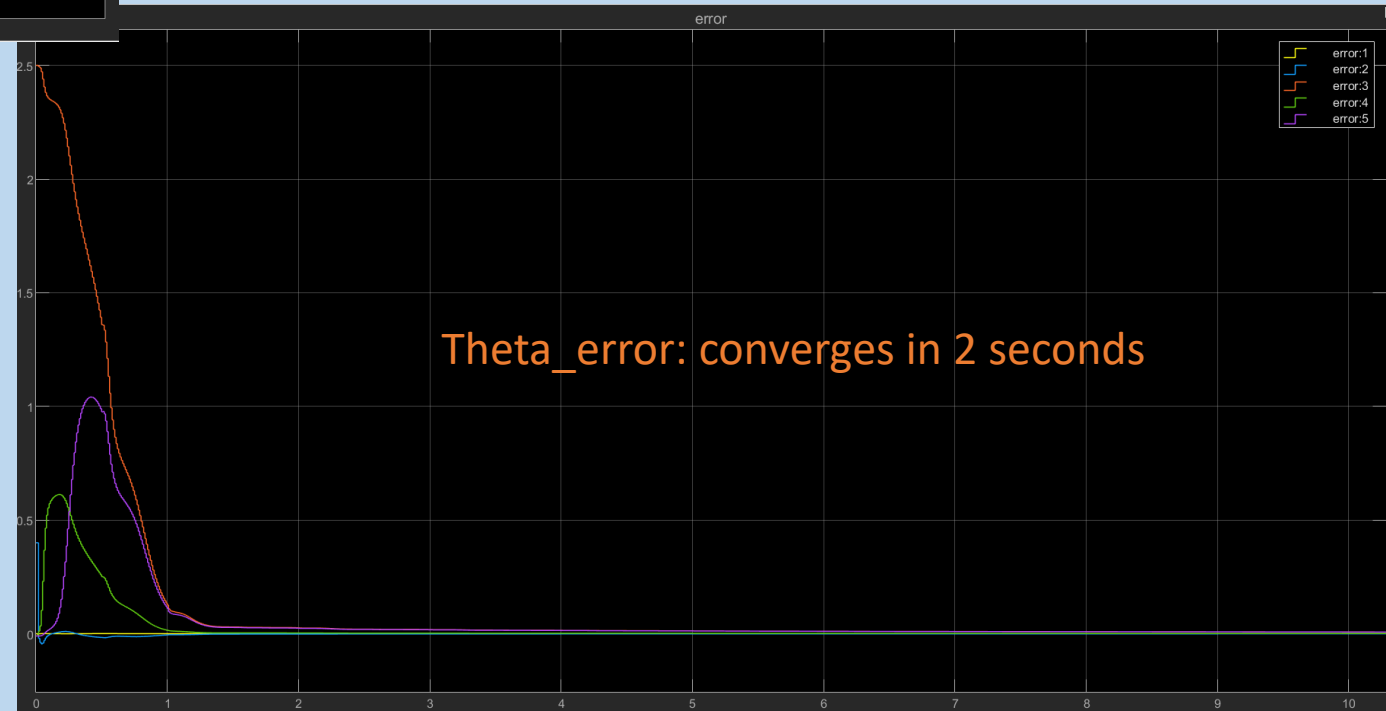 error
error:1
error:2
error:3
error:4
error:5
2.5
2
1.5
1
0.5
0
Theta_error: converges in 2 seconds
0 1 2 3 4 5 6 7 8 9 10